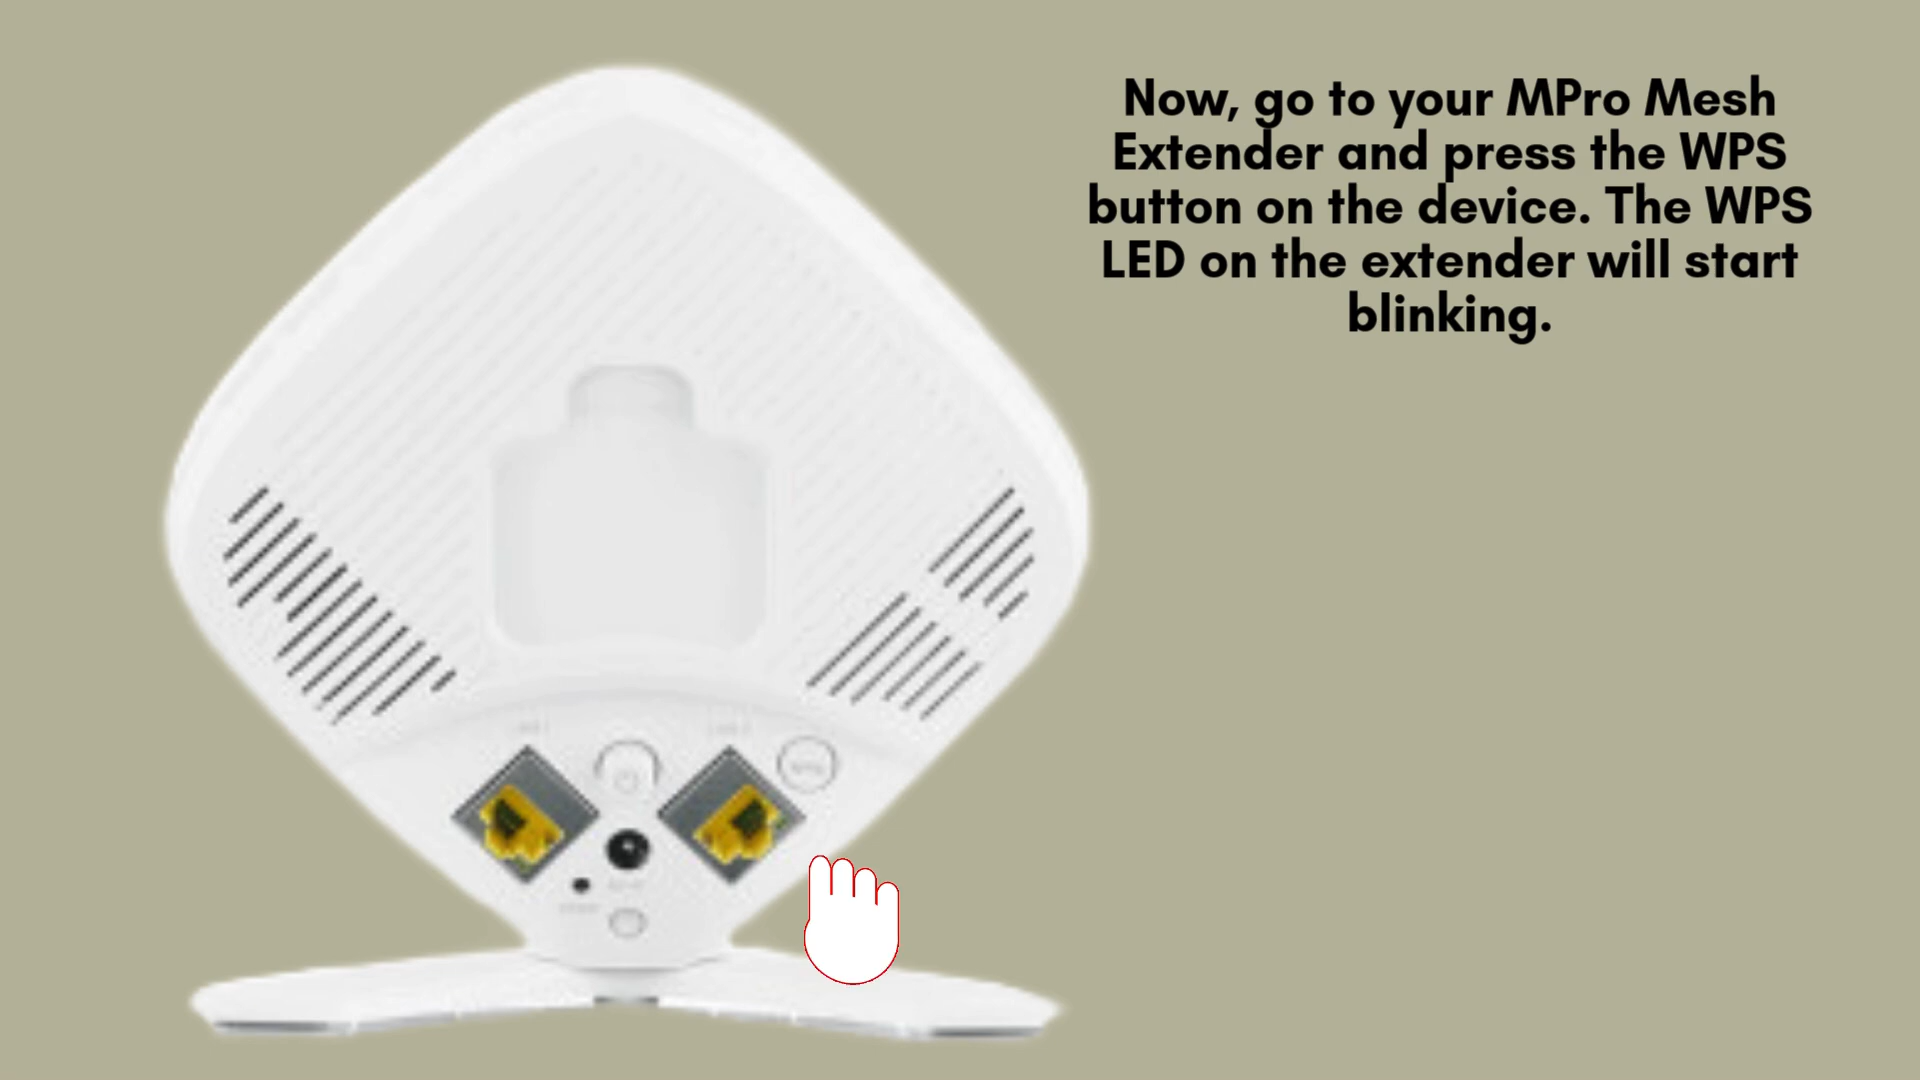 Now, go to your MPro Mesh
Extender and press the WPS
button on the device. The WPS
LED on the extender will start
blinking.